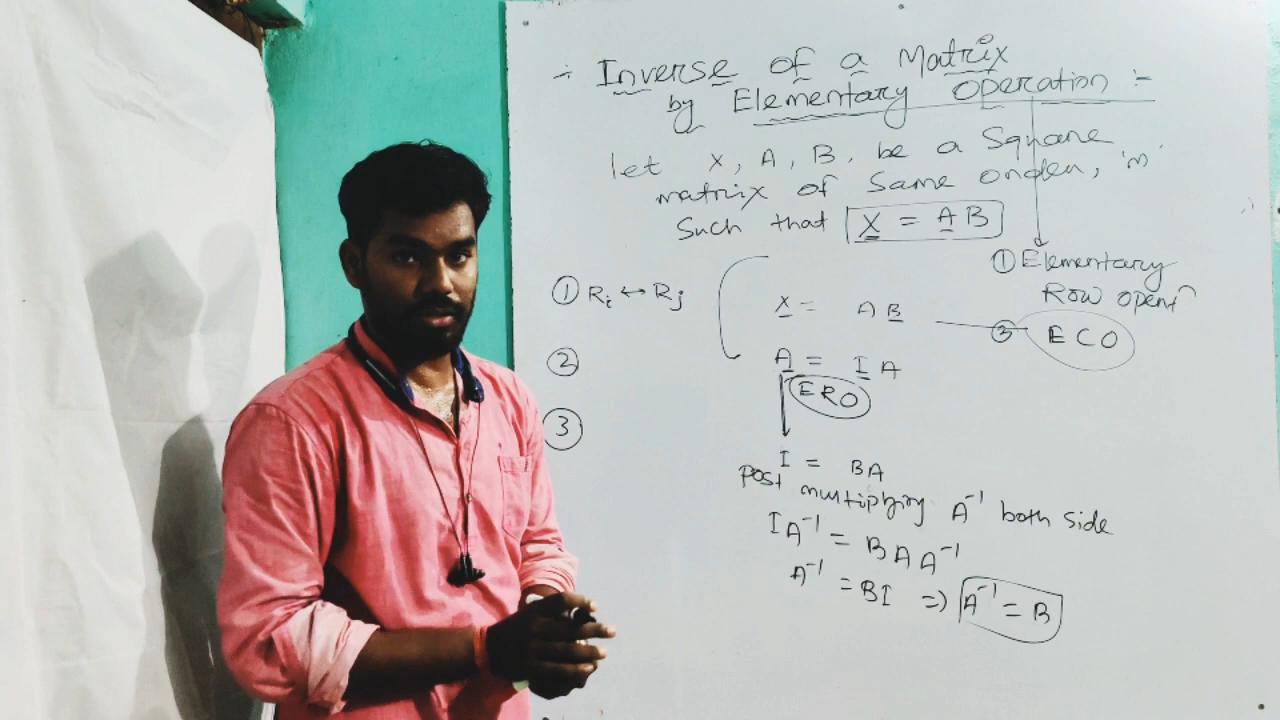 :- Inverse of a Matrix
by Elementary Operation :-
let X, A, B, be a Square
matrix of Same order, 'm'
Such that X = AB
① Elementary
Row opern
① Ri ↔ Rj
X = AB
② ECO
②
A = IA
ERO
③
I = BA
Post multiplying A⁻¹ both side
IA⁻¹ = BAA⁻¹
A⁻¹ = BI => A⁻¹ = B